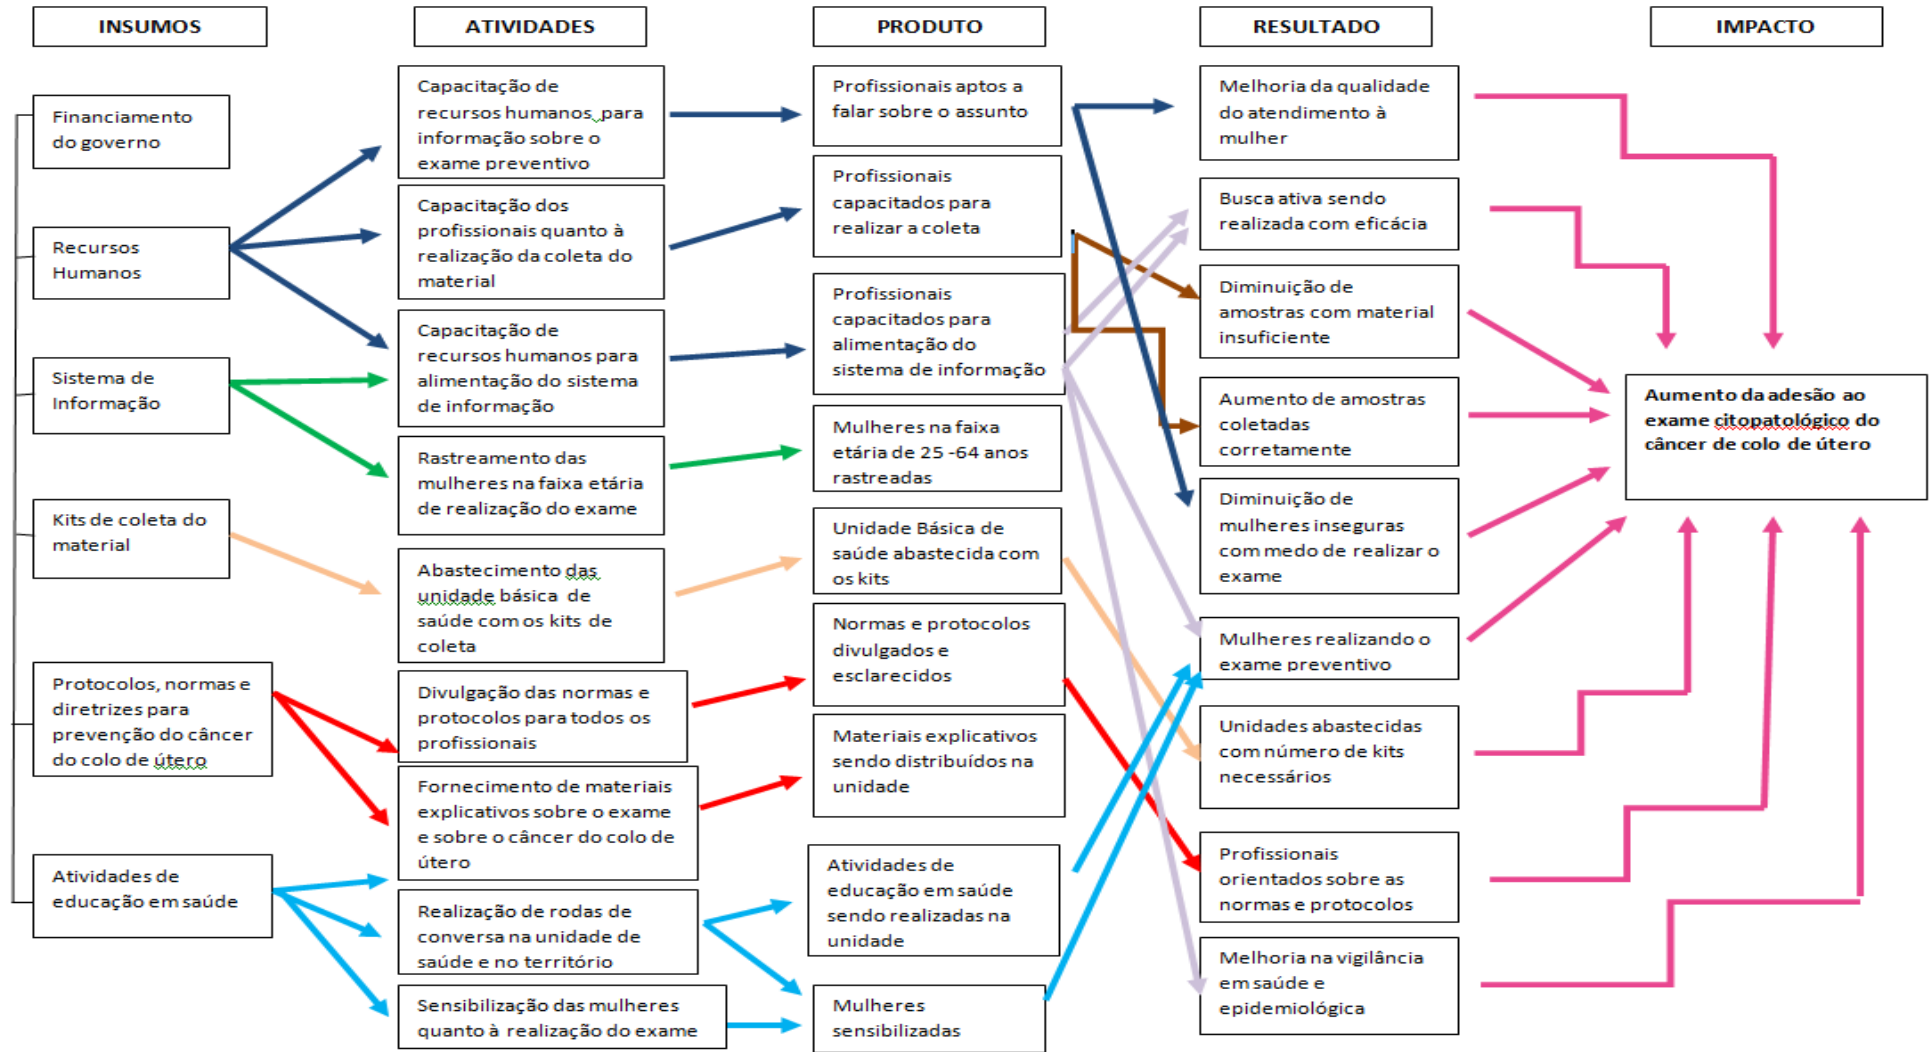 INSUMOS
ATIVIDADES
PRODUTO
RESULTADO
IMPACTO
Financiamento
do governo
Recursos
Humanos
Sistema de
Informação
Kits de coleta do
material
Protocolos, normas e
diretrizes para
prevenção do câncer
do colo de útero
Atividades de
educação em saúde
Capacitação de
recursos humanos para
informação sobre o
exame preventivo
Capacitação dos
profissionais quanto à
realização da coleta do
material
Capacitação de
recursos humanos para
alimentação do sistema
de informação
Rastreamento das
mulheres na faixa etária
de realização do exame
Abastecimento das
unidade básica de
saúde com os kits de
coleta
Divulgação das normas e
protocolos para todos os
profissionais
Fornecimento de materiais
explicativos sobre o exame
e sobre o câncer do colo de
útero
Realização de rodas de
conversa na unidade de
saúde e no território
Sensibilização das mulheres
quanto à realização do exame
Profissionais aptos a
falar sobre o assunto
Profissionais
capacitados para
realizar a coleta
Profissionais
capacitados para
alimentação do
sistema de informação
Mulheres na faixa
etária de 25 -64 anos
rastreadas
Unidade Básica de
saúde abastecida com
os kits
Normas e protocolos
divulgados e
esclarecidos
Materiais explicativos
sendo distribuídos na
unidade
Atividades de
educação em saúde
sendo realizadas na
unidade
Mulheres
sensibilizadas
Melhoria da qualidade
do atendimento à
mulher
Busca ativa sendo
realizada com eficácia
Diminuição de
amostras com material
insuficiente
Aumento de amostras
coletadas
corretamente
Diminuição de
mulheres inseguras
com medo de realizar o
exame
Mulheres realizando o
exame preventivo
Unidades abastecidas
com número de kits
necessários
Profissionais
orientados sobre as
normas e protocolos
Melhoria na vigilância
em saúde e
epidemiológica
Aumento da adesão ao
exame citopatológico do
câncer de colo de útero